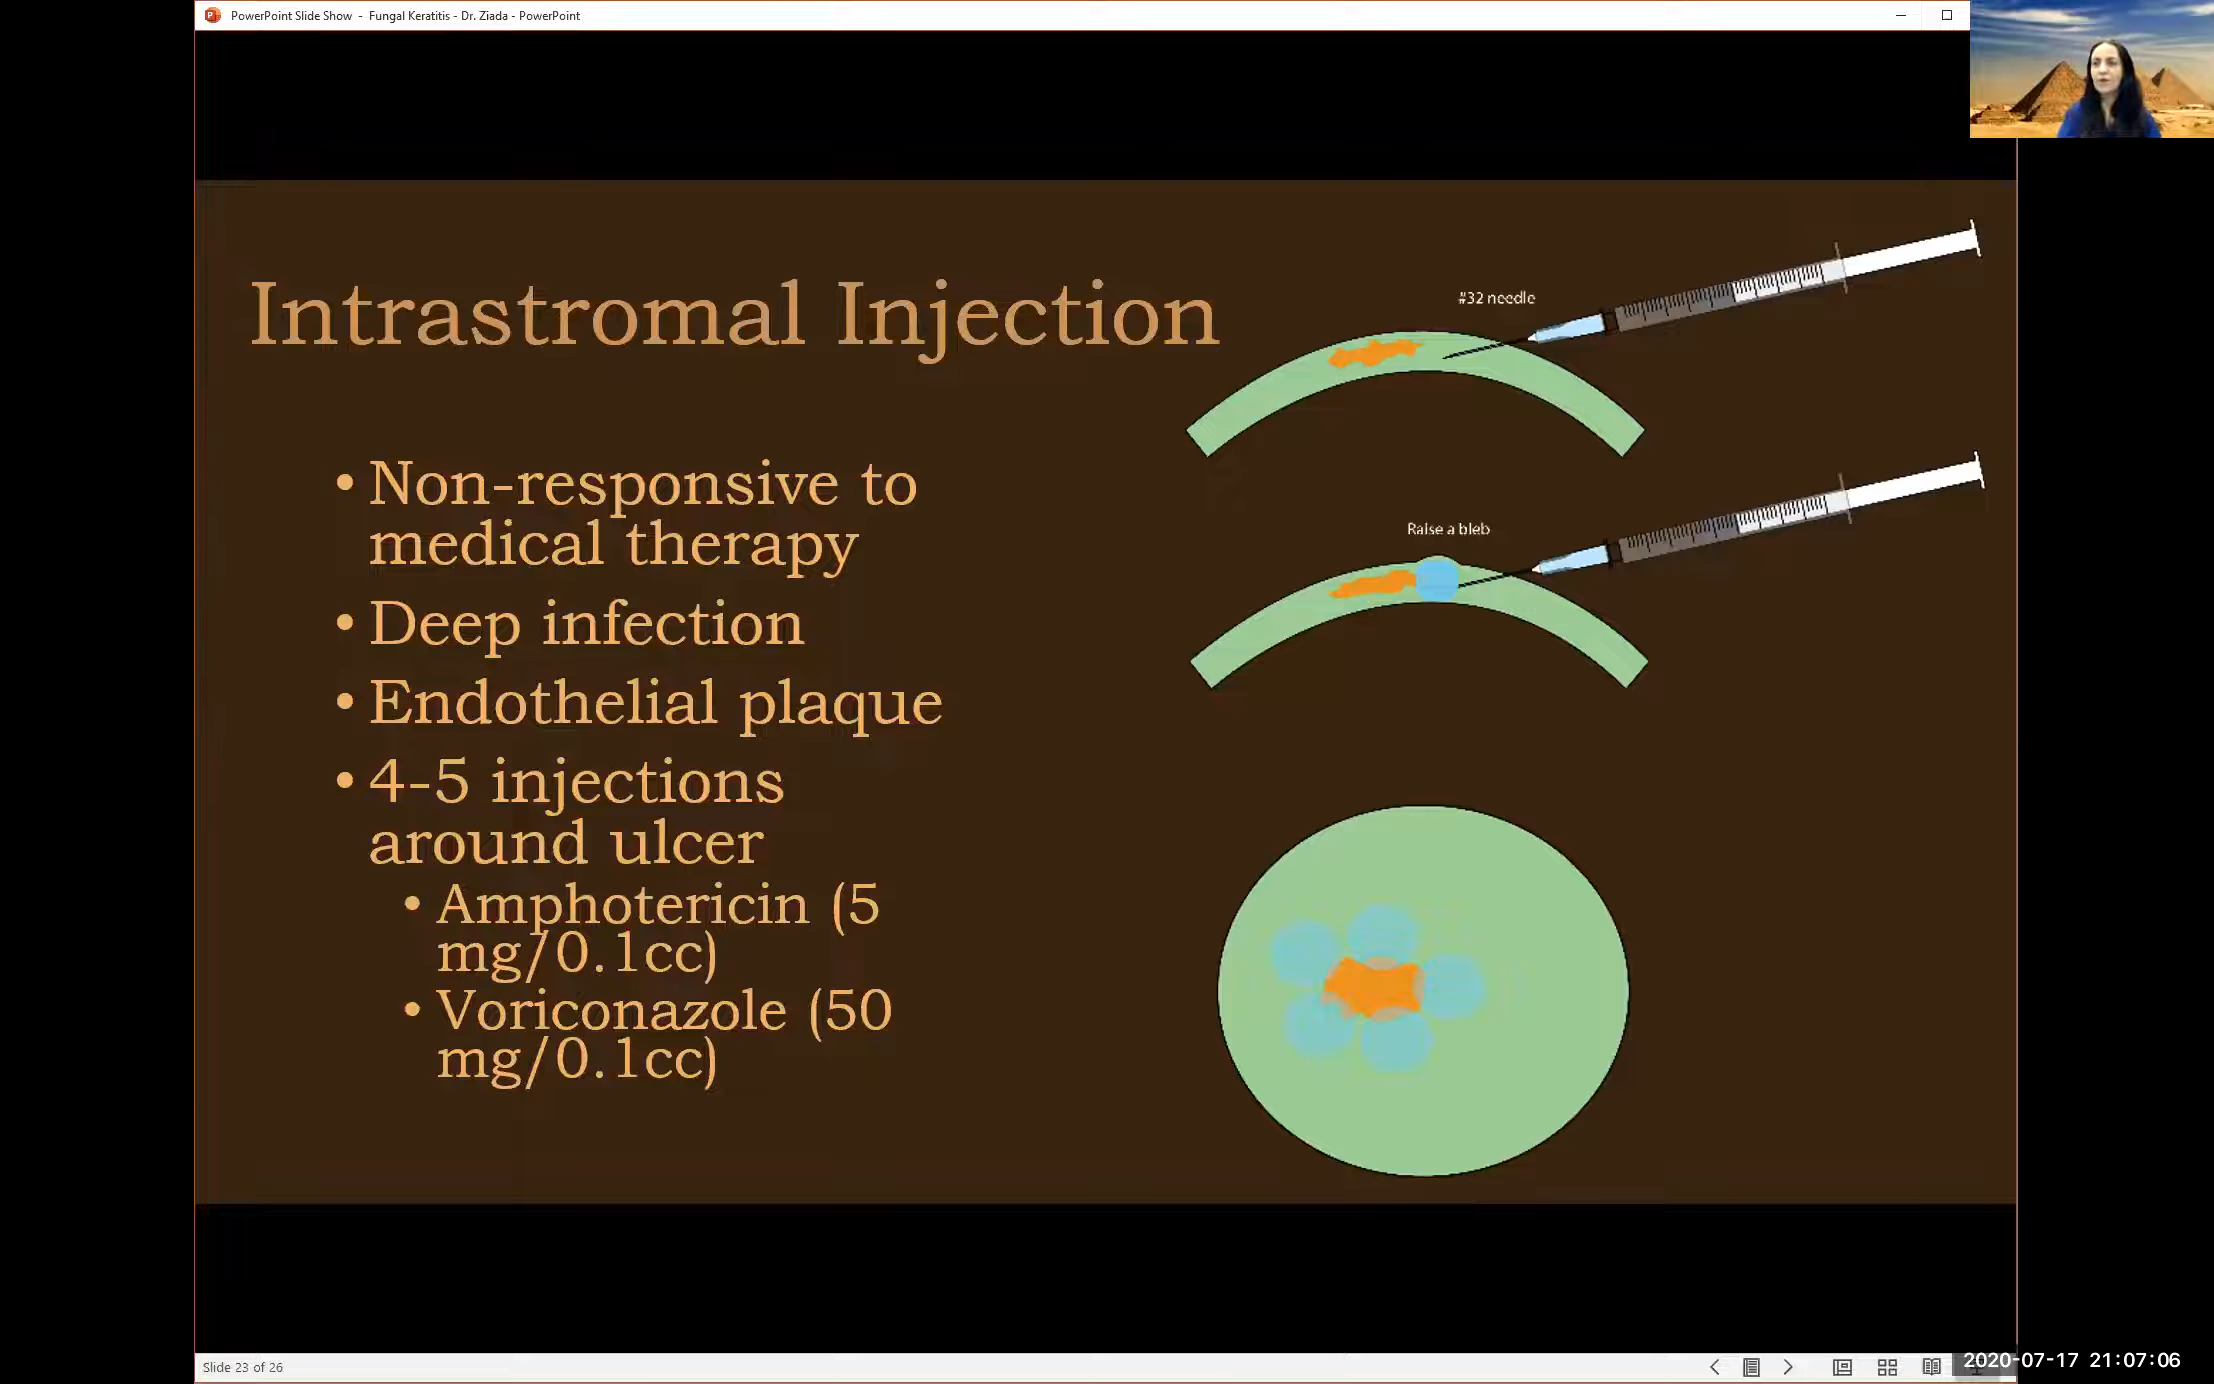 PowerPoint Slide Show - Fungal Keratitis - Dr. Ziada - PowerPoint
Intrastromal Injection
• Non-responsive to
medical therapy
• Deep infection
• Endothelial plaque
• 4-5 injections
around ulcer
• Amphotericin (5
mg/0.1cc)
• Voriconazole (50
mg/0.1cc)
#32 needle
Raise a bleb
Slide 23 of 26
2020-07-17 21:07:06